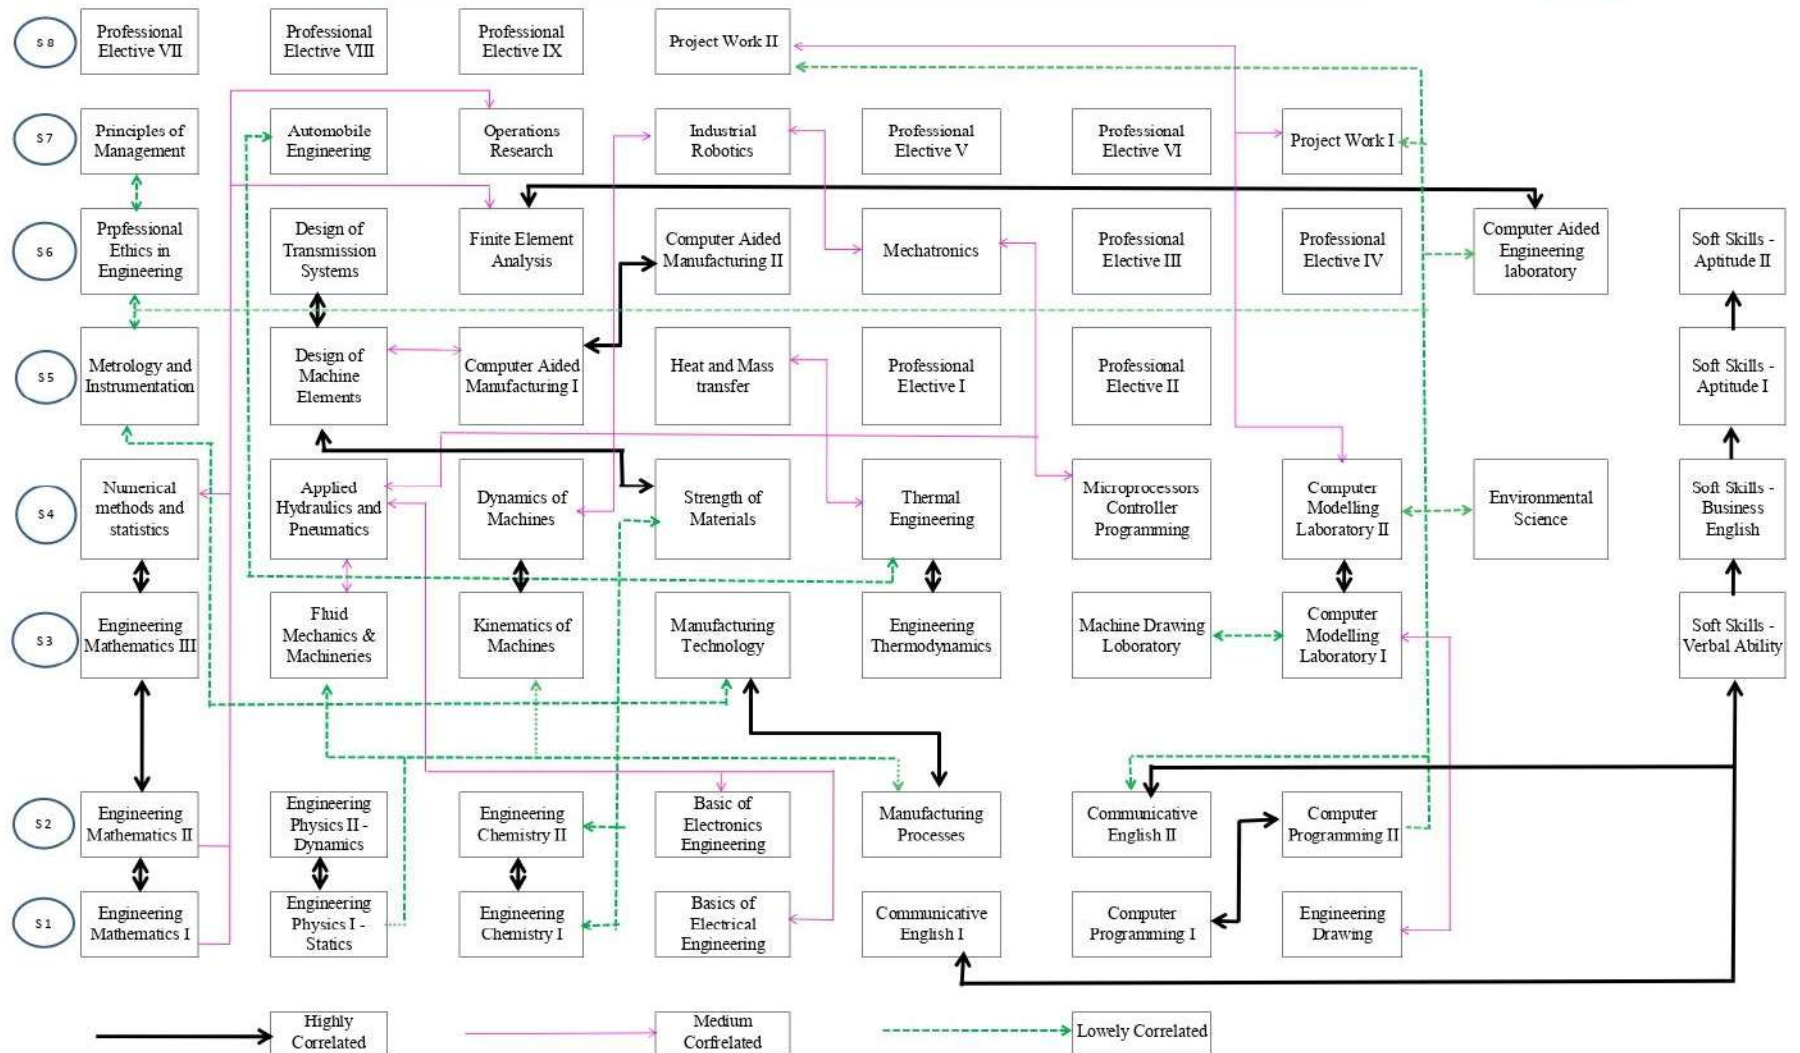 S 8
Professional
Elective VII
Professional
Elective VIII
Professional
Elective IX
Project Work II
S7
Principles of
Management
Automobile
Engineering
Operations
Research
Industrial
Robotics
Professional
Elective V
Professional
Elective VI
Project Work I
S6
Prpfessional
Ethics in
Engineering
Design of
Transmission
Systems
Finite Element
Analysis
Computer Aided
Manufacturing II
Mechatronics
Professional
Elective III
Professional
Elective IV
Computer Aided
Engineering
laboratory
Soft Skills -
Aptitude II
S5
Metrology and
Instrumentation
Design of
Machine
Elements
Computer Aided
Manufacturing I
Heat and Mass
transfer
Professional
Elective I
Professional
Elective II
Soft Skills -
Aptitude I
S4
Numerical
methods and
statistics
Applied
Hydraulics and
Pneumatics
Dynamics of
Machines
Strength of
Materials
Thermal
Engineering
Microprocessors
Controller
Programming
Computer
Modelling
Laboratory II
Environmental
Science
Soft Skills -
Business
English
S3
Engineering
Mathematics III
Fluid
Mechanics &
Machineries
Kinematics of
Machines
Manufacturing
Technology
Engineering
Thermodynamics
Machine Drawing
Loboratory
Computer
Modelling
Laboratory I
Soft Skills -
Verbal Ability
S2
Engineering
Mathematics II
Engineering
Physics II -
Dynamics
Engineering
Chemistry II
Basic of
Electronics
Engineering
Manufacturing
Processes
Communicative
English II
Computer
Programming II
S1
Engineering
Mathematics I
Engineering
Physics I -
Statics
Engineering
Chemistry I
Basics of
Electrical
Engineering
Communicative
English I
Computer
Programming I
Engineering
Drawing
Highly
Correlated
Medium
Corfrelated
Lowely Correlated